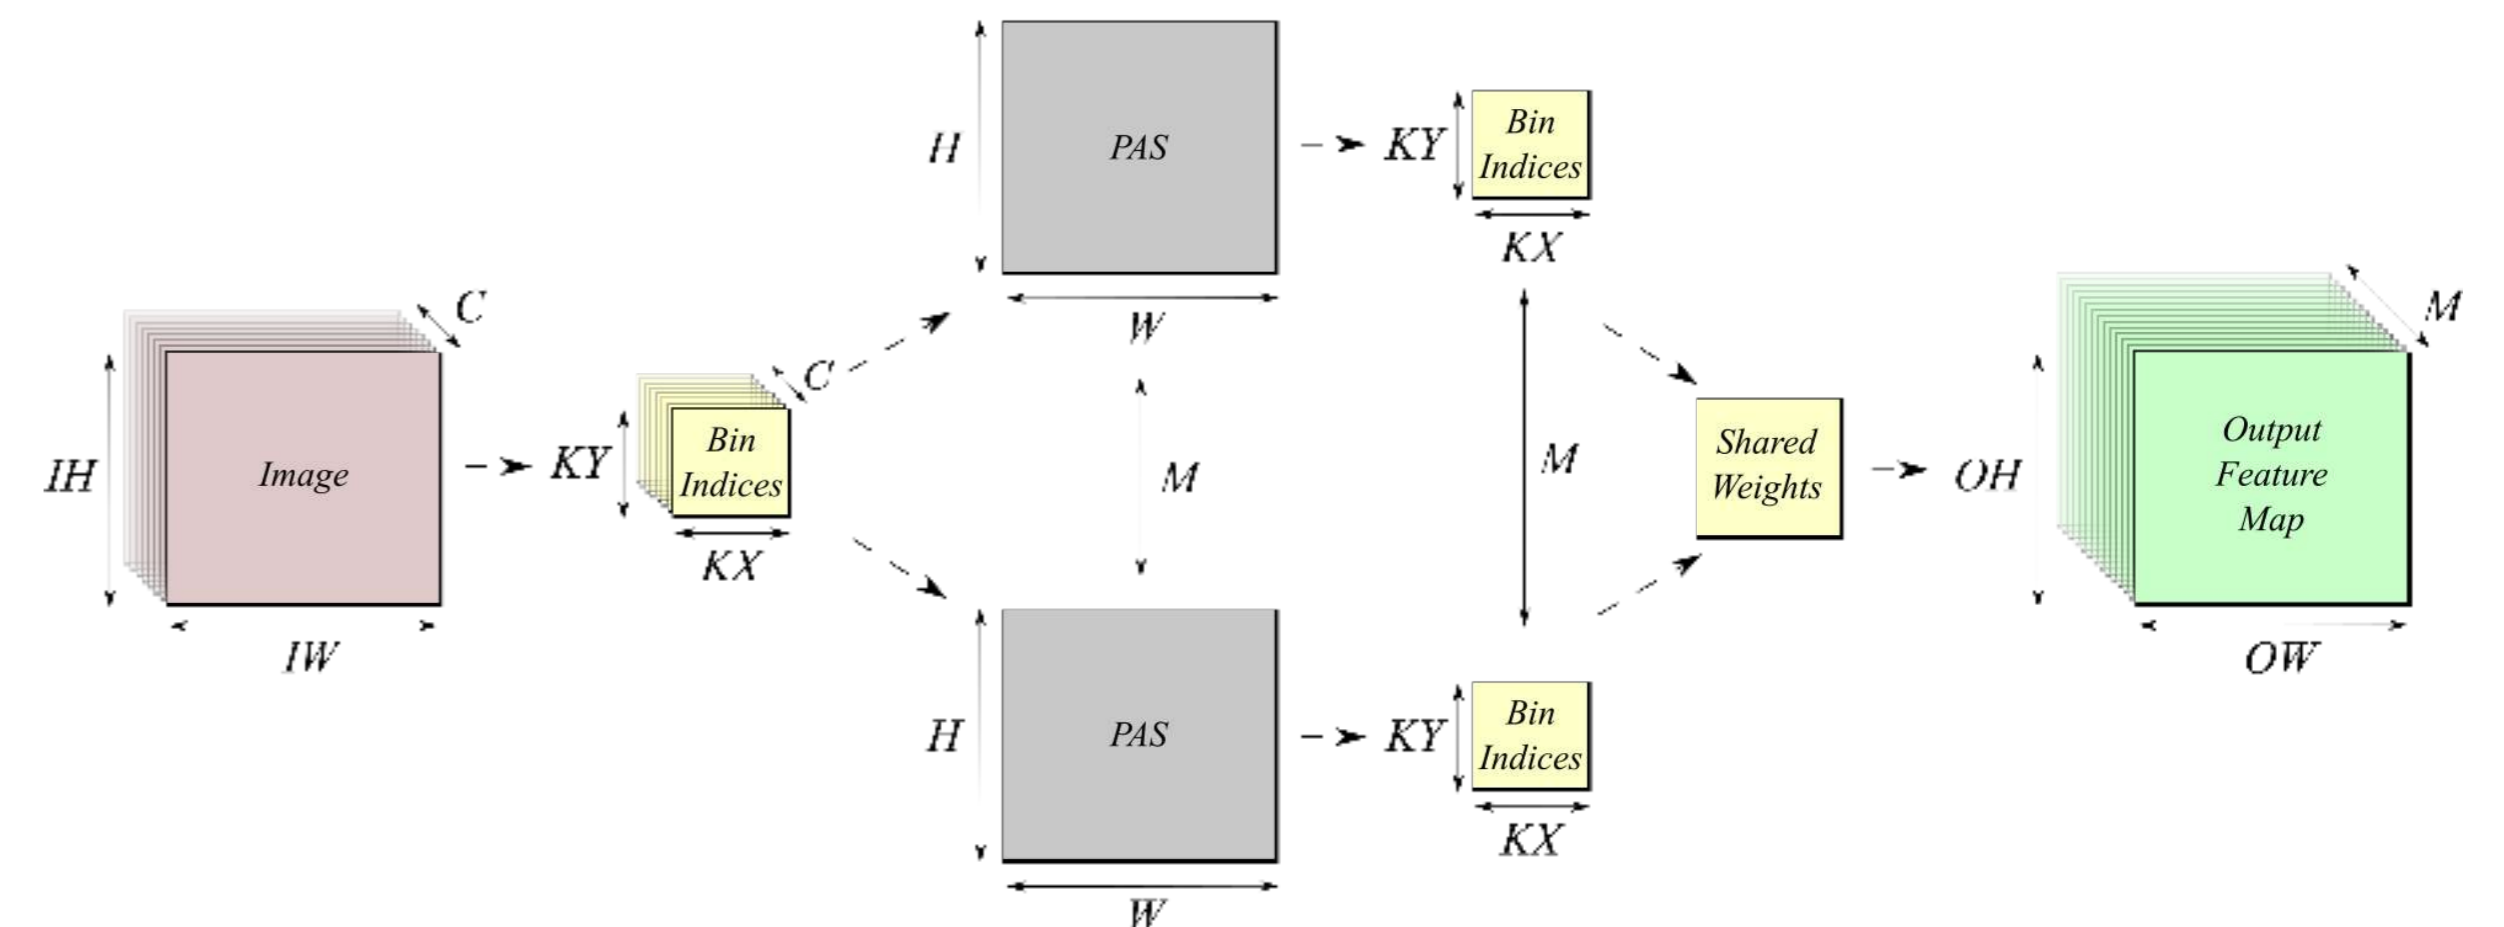 IH
Image
IW
C
KY
Bin
Indices
KX
C
H
PAS
W
M
H
PAS
W
KY
Bin
Indices
KX
M
KY
Bin
Indices
KX
Shared
Weights
OH
Output
Feature
Map
OW
M